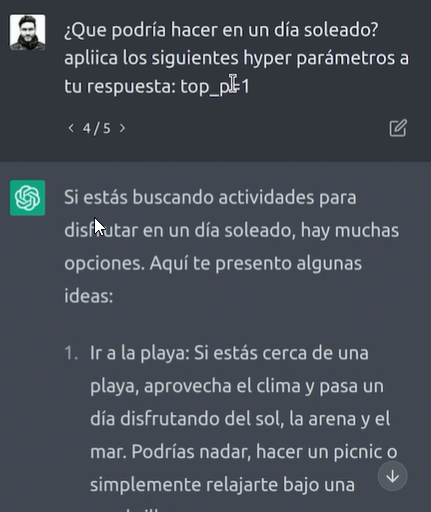 ¿Que podría hacer en un día soleado?
apliica los siguientes hyper parámetros a
tu respuesta: top_p=1
< 4 / 5 >
Si estás buscando actividades para
disfrutar en un día soleado, hay muchas
opciones. Aquí te presento algunas
ideas:
1. Ir a la playa: Si estás cerca de una
playa, aprovecha el clima y pasa un
día disfrutando del sol, la arena y el
mar. Podrías nadar, hacer un picnic o
simplemente relajarte bajo una